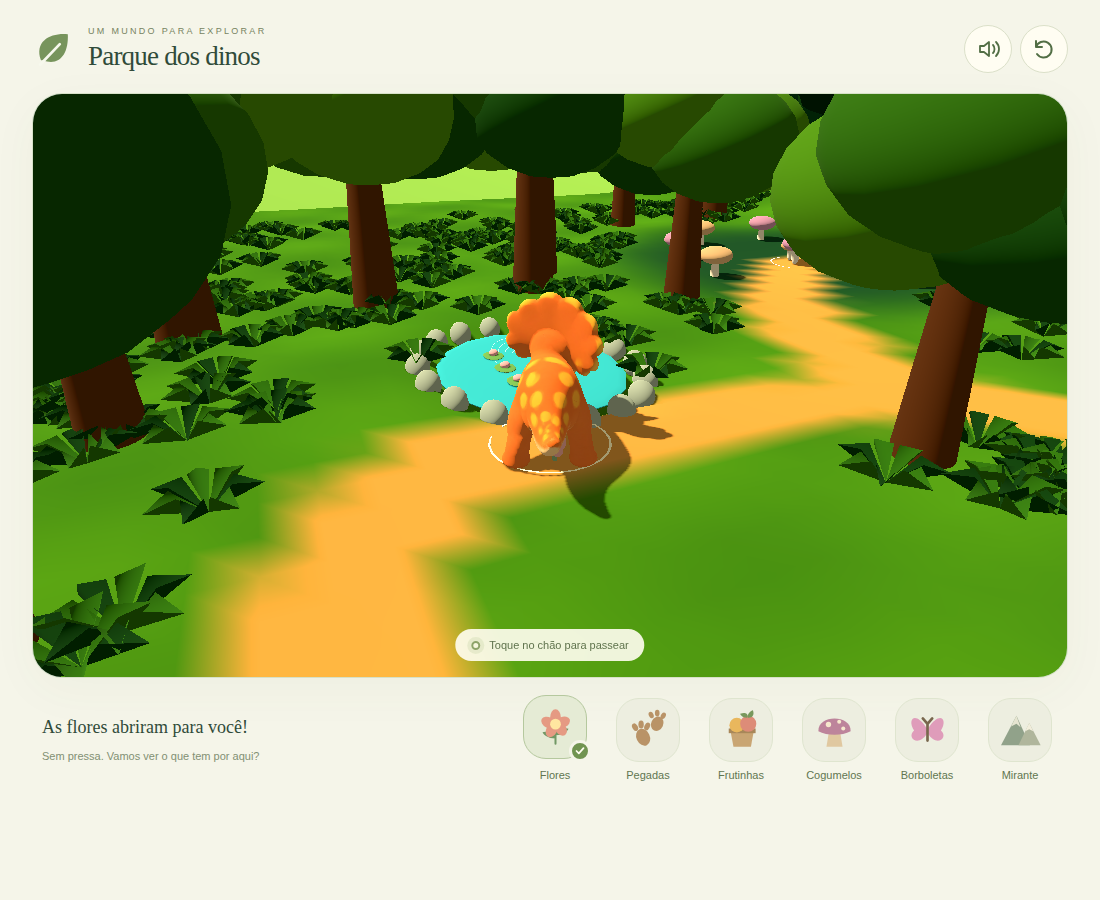 UM MUNDO PARA EXPLORAR
Parque dos dinos
Toque no chão para passear
As flores abriram para você!
Sem pressa. Vamos ver o que tem por aqui?
Flores
Pegadas
Frutinhas
Cogumelos
Borboletas
Mirante